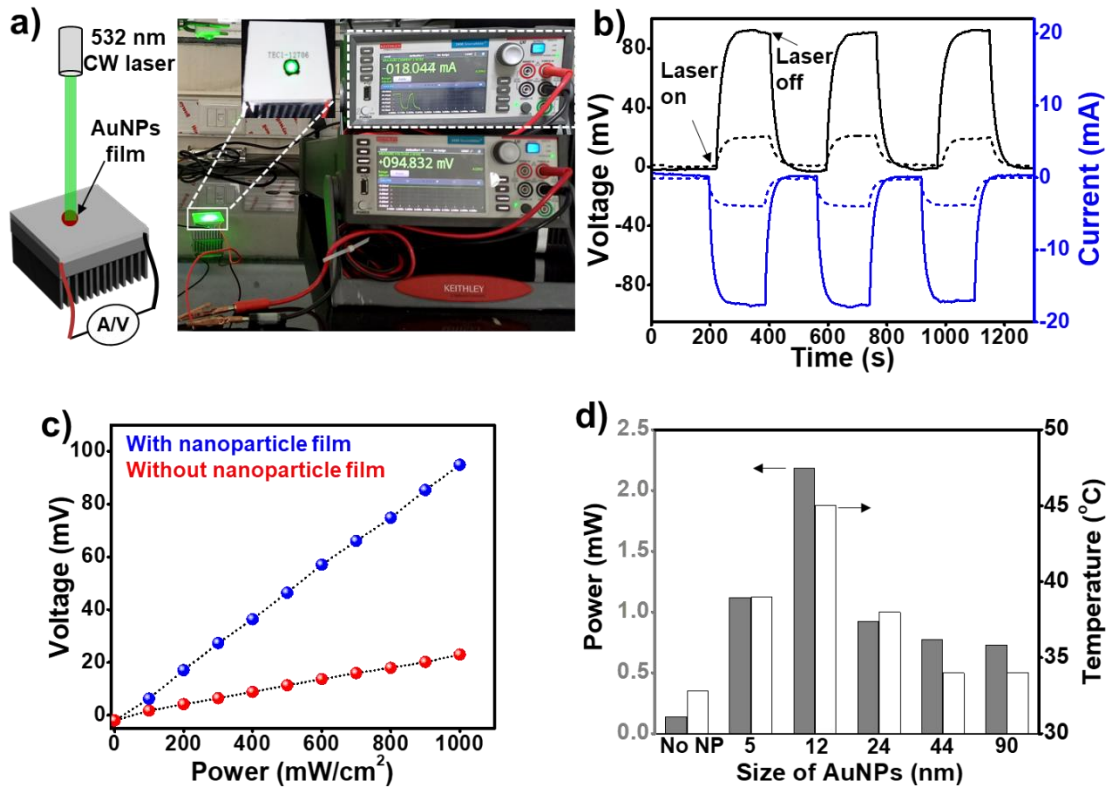 a)
532 nm
CW laser
AuNPs
film
A/V
TEC1-12706
-018.044 mA
+094.832 mV
KEITHLEY
b)
Voltage (mV)
80
40
0
-40
-80
Laser
on
Laser
off
20
10
0
-10
-20
Current (mA)
0 200 400 600 800 1000 1200
Time (s)
c)
With nanoparticle film
Without nanoparticle film
Voltage (mV)
100
80
60
40
20
0
0 200 400 600 800 1000
Power (mW/cm²)
d)
Power (mW)
2.5
2.0
1.5
1.0
0.5
0.0
50
45
39
35
30
Temperature (°C)
No NP 5 12 24 44 90
Size of AuNPs (nm)